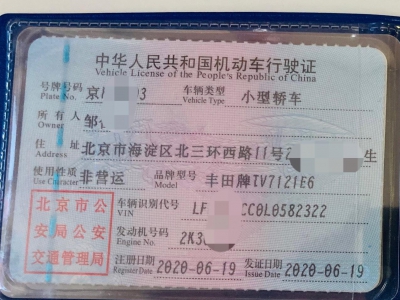 中华人民共和国机动车行驶证
Vehicle License of the People's Republic of China
号牌号码 京 03 车辆类型 小型轿车
Plate No. Vehicle Type
所有人 邹
Owner
住址 北京市海淀区北三环西路11号 生
Address
使用性质 非营运 品牌型号 丰田牌TV7121E6
Use Character Model
北京市公 车辆识别代号 LF CC0L0582322
VIN
安局公安 发动机号码 2K3
Engine No.
交通管理局 注册日期 2020-06-19 发证日期 2020-06-19
Register Date Issue Date